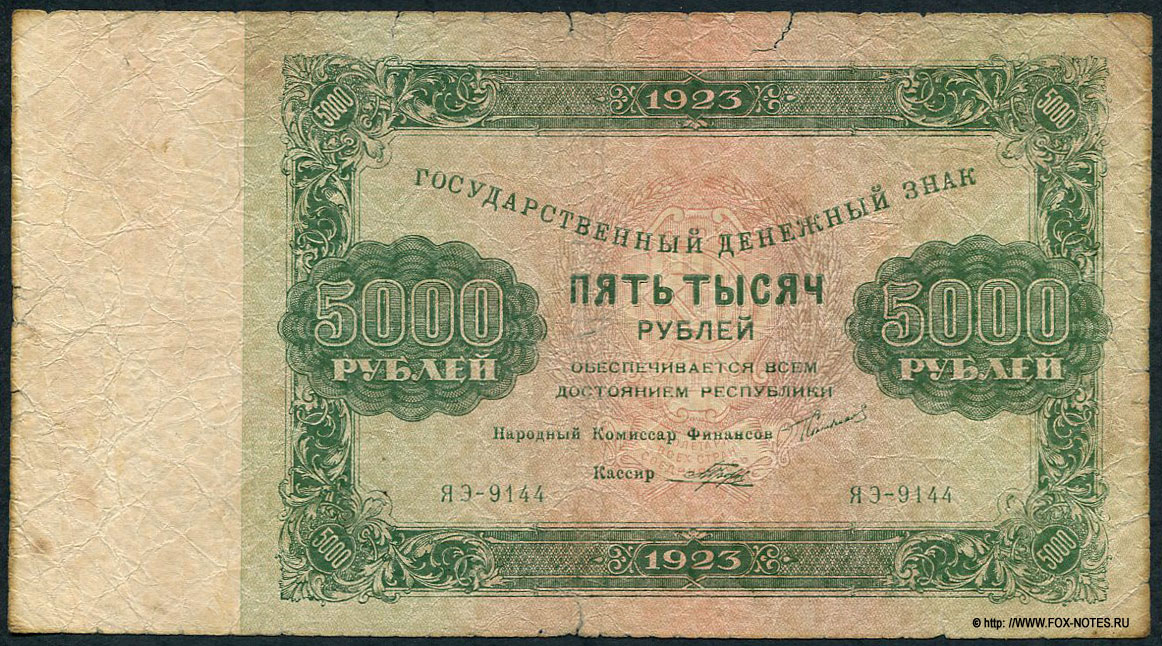 5000
1923
5000
ГОСУДАРСТВЕННЫЙ ДЕНЕЖНЫЙ ЗНАК
5000
РУБЛЕЙ
ПЯТЬ ТЫСЯЧ
РУБЛЕЙ
ОБЕСПЕЧИВАЕТСЯ ВСЕМ
ДОСТОЯНИЕМ РЕСПУБЛИКИ
5000
РУБЛЕЙ
Народный Комиссар Финансов
Кассир
ЯЭ-9144
ЯЭ-9144
5000
1923
5000
© http: //WWW.FOX-NOTES.RU